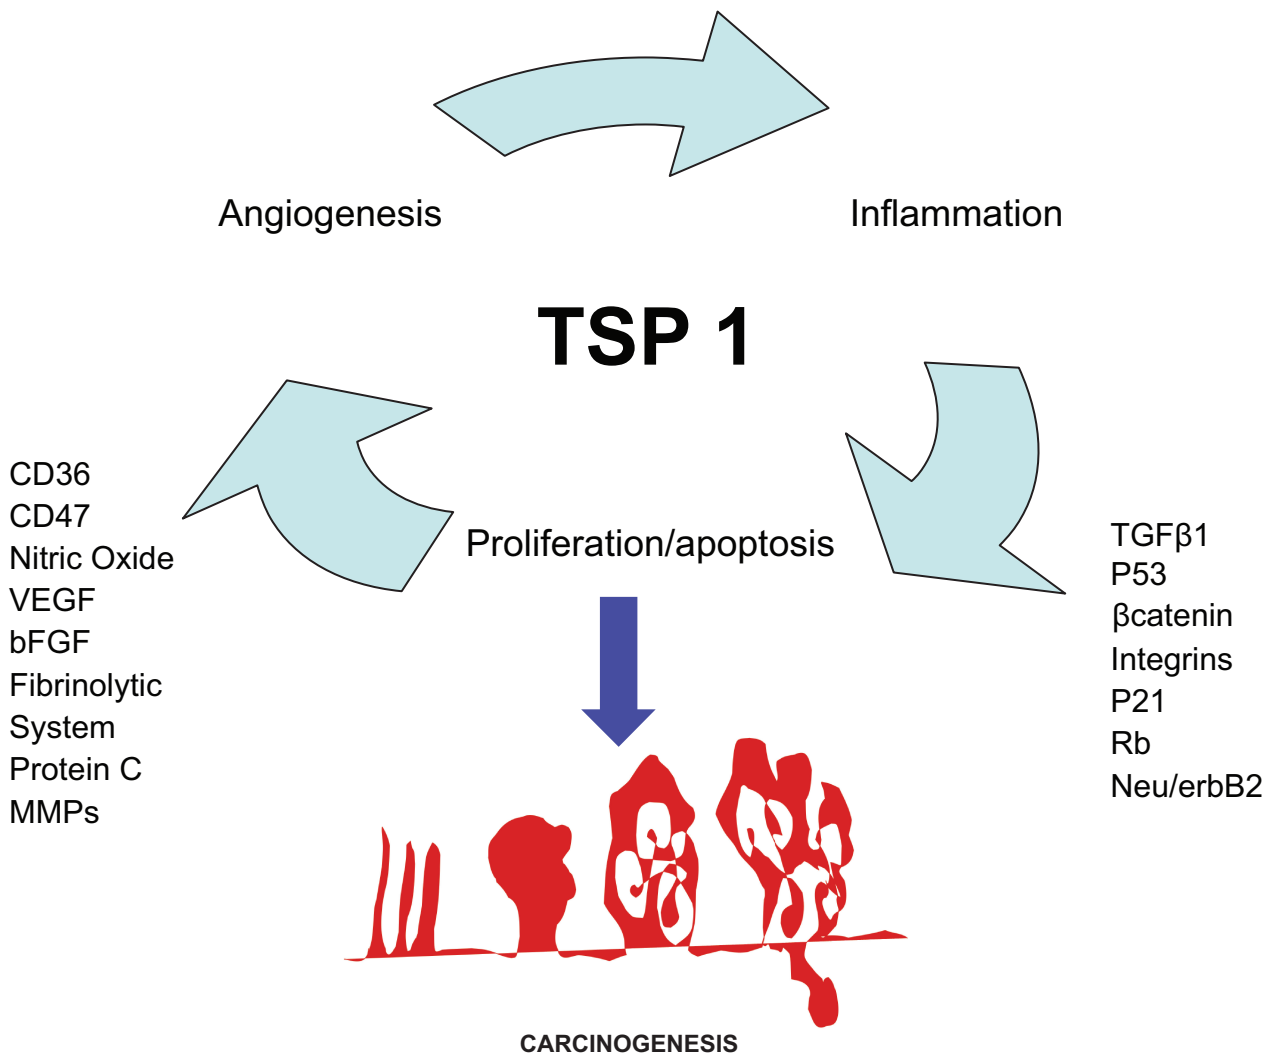 Angiogenesis
Inflammation
TSP 1
CD36
CD47
Nitric Oxide
VEGF
bFGF
Fibrinolytic
System
Protein C
MMPs
Proliferation/apoptosis
TGFβ1
P53
βcatenin
Integrins
P21
Rb
Neu/erbB2
CARCINOGENESIS